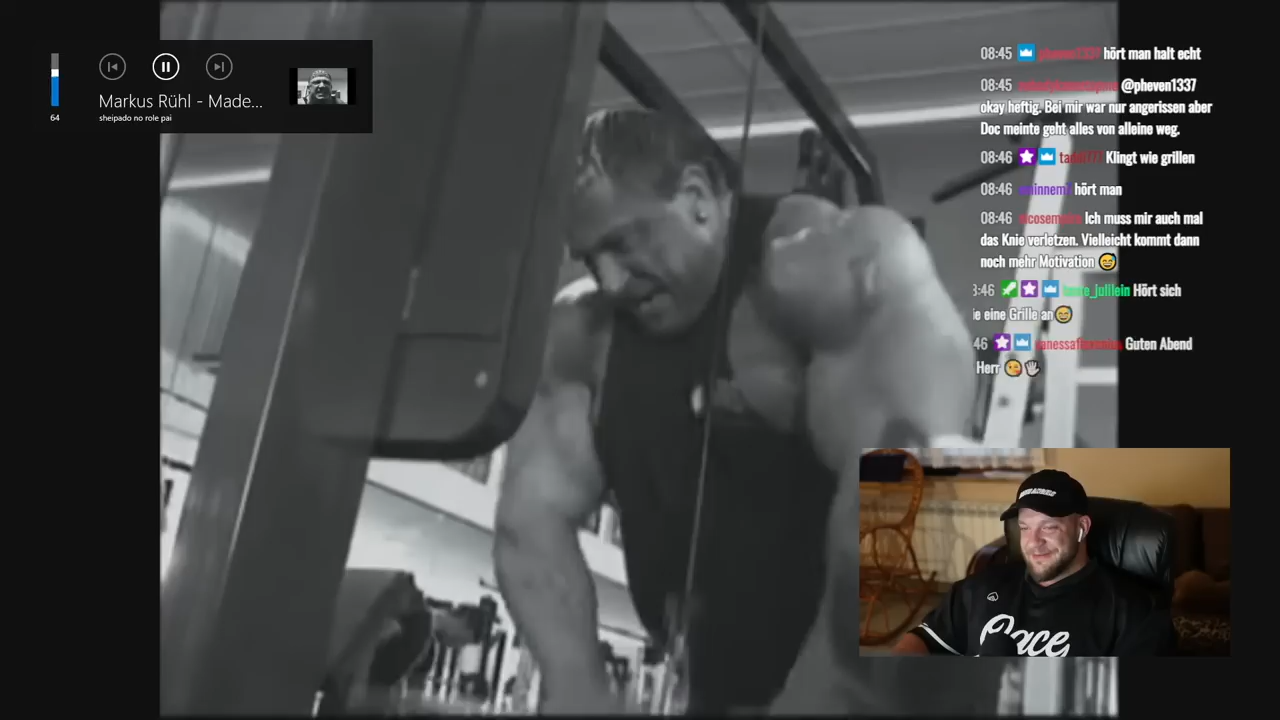 64
Markus Rühl - Made...
sheipado no role pai
08:45 hört man halt echt
08:45 @pheven1337
okay heftig. Bei mir war nur angerissen aber
Doc meinte geht alles von alleine weg.
08:46 Klingt wie grillen
08:46 hört man
08:46 Ich muss mir auch mal
das Knie verletzen. Vielleicht kommt dann
noch mehr Motivation 😅
:46 Hört sich
ie eine Grille an😅
46 Guten Abend
Herr 😘👋